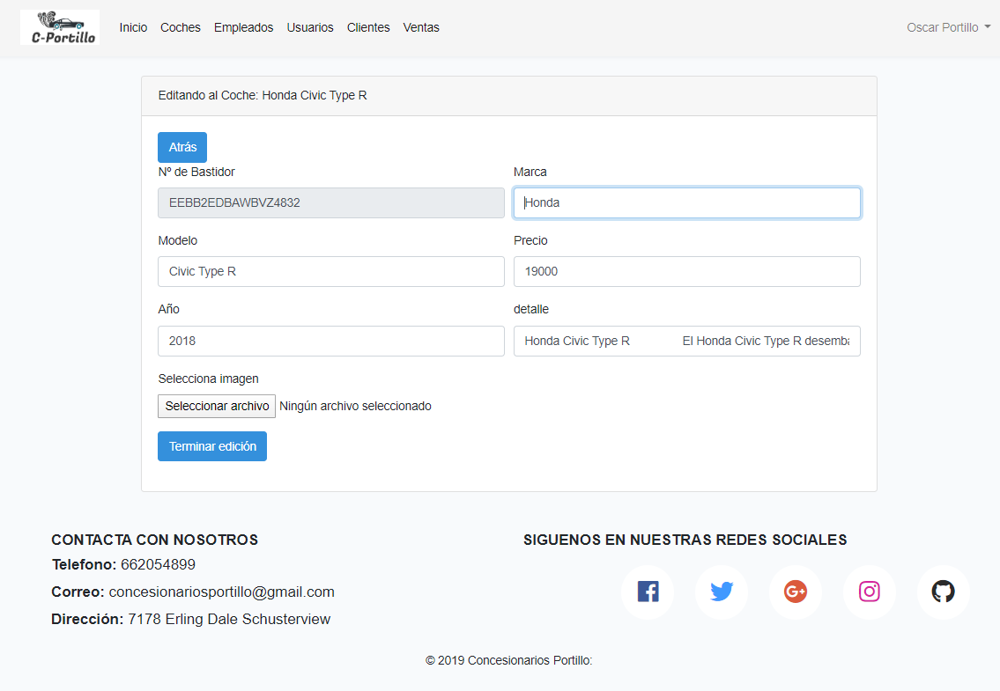 C-Portillo
Inicio Coches Empleados Usuarios Clientes Ventas
Oscar Portillo
Editando al Coche: Honda Civic Type R
Atrás
Nº de Bastidor
EEBB2EDBAWBVZ4832
Marca
Honda
Modelo
Civic Type R
Precio
19000
Año
2018
detalle
Honda Civic Type R El Honda Civic Type R desemba
Selecciona imagen
Seleccionar archivo Ningún archivo seleccionado
Terminar edición
CONTACTA CON NOSOTROS
Telefono: 662054899
Correo: concesionariosportillo@gmail.com
Dirección: 7178 Erling Dale Schusterview
SIGUENOS EN NUESTRAS REDES SOCIALES
G+
© 2019 Concesionarios Portillo: